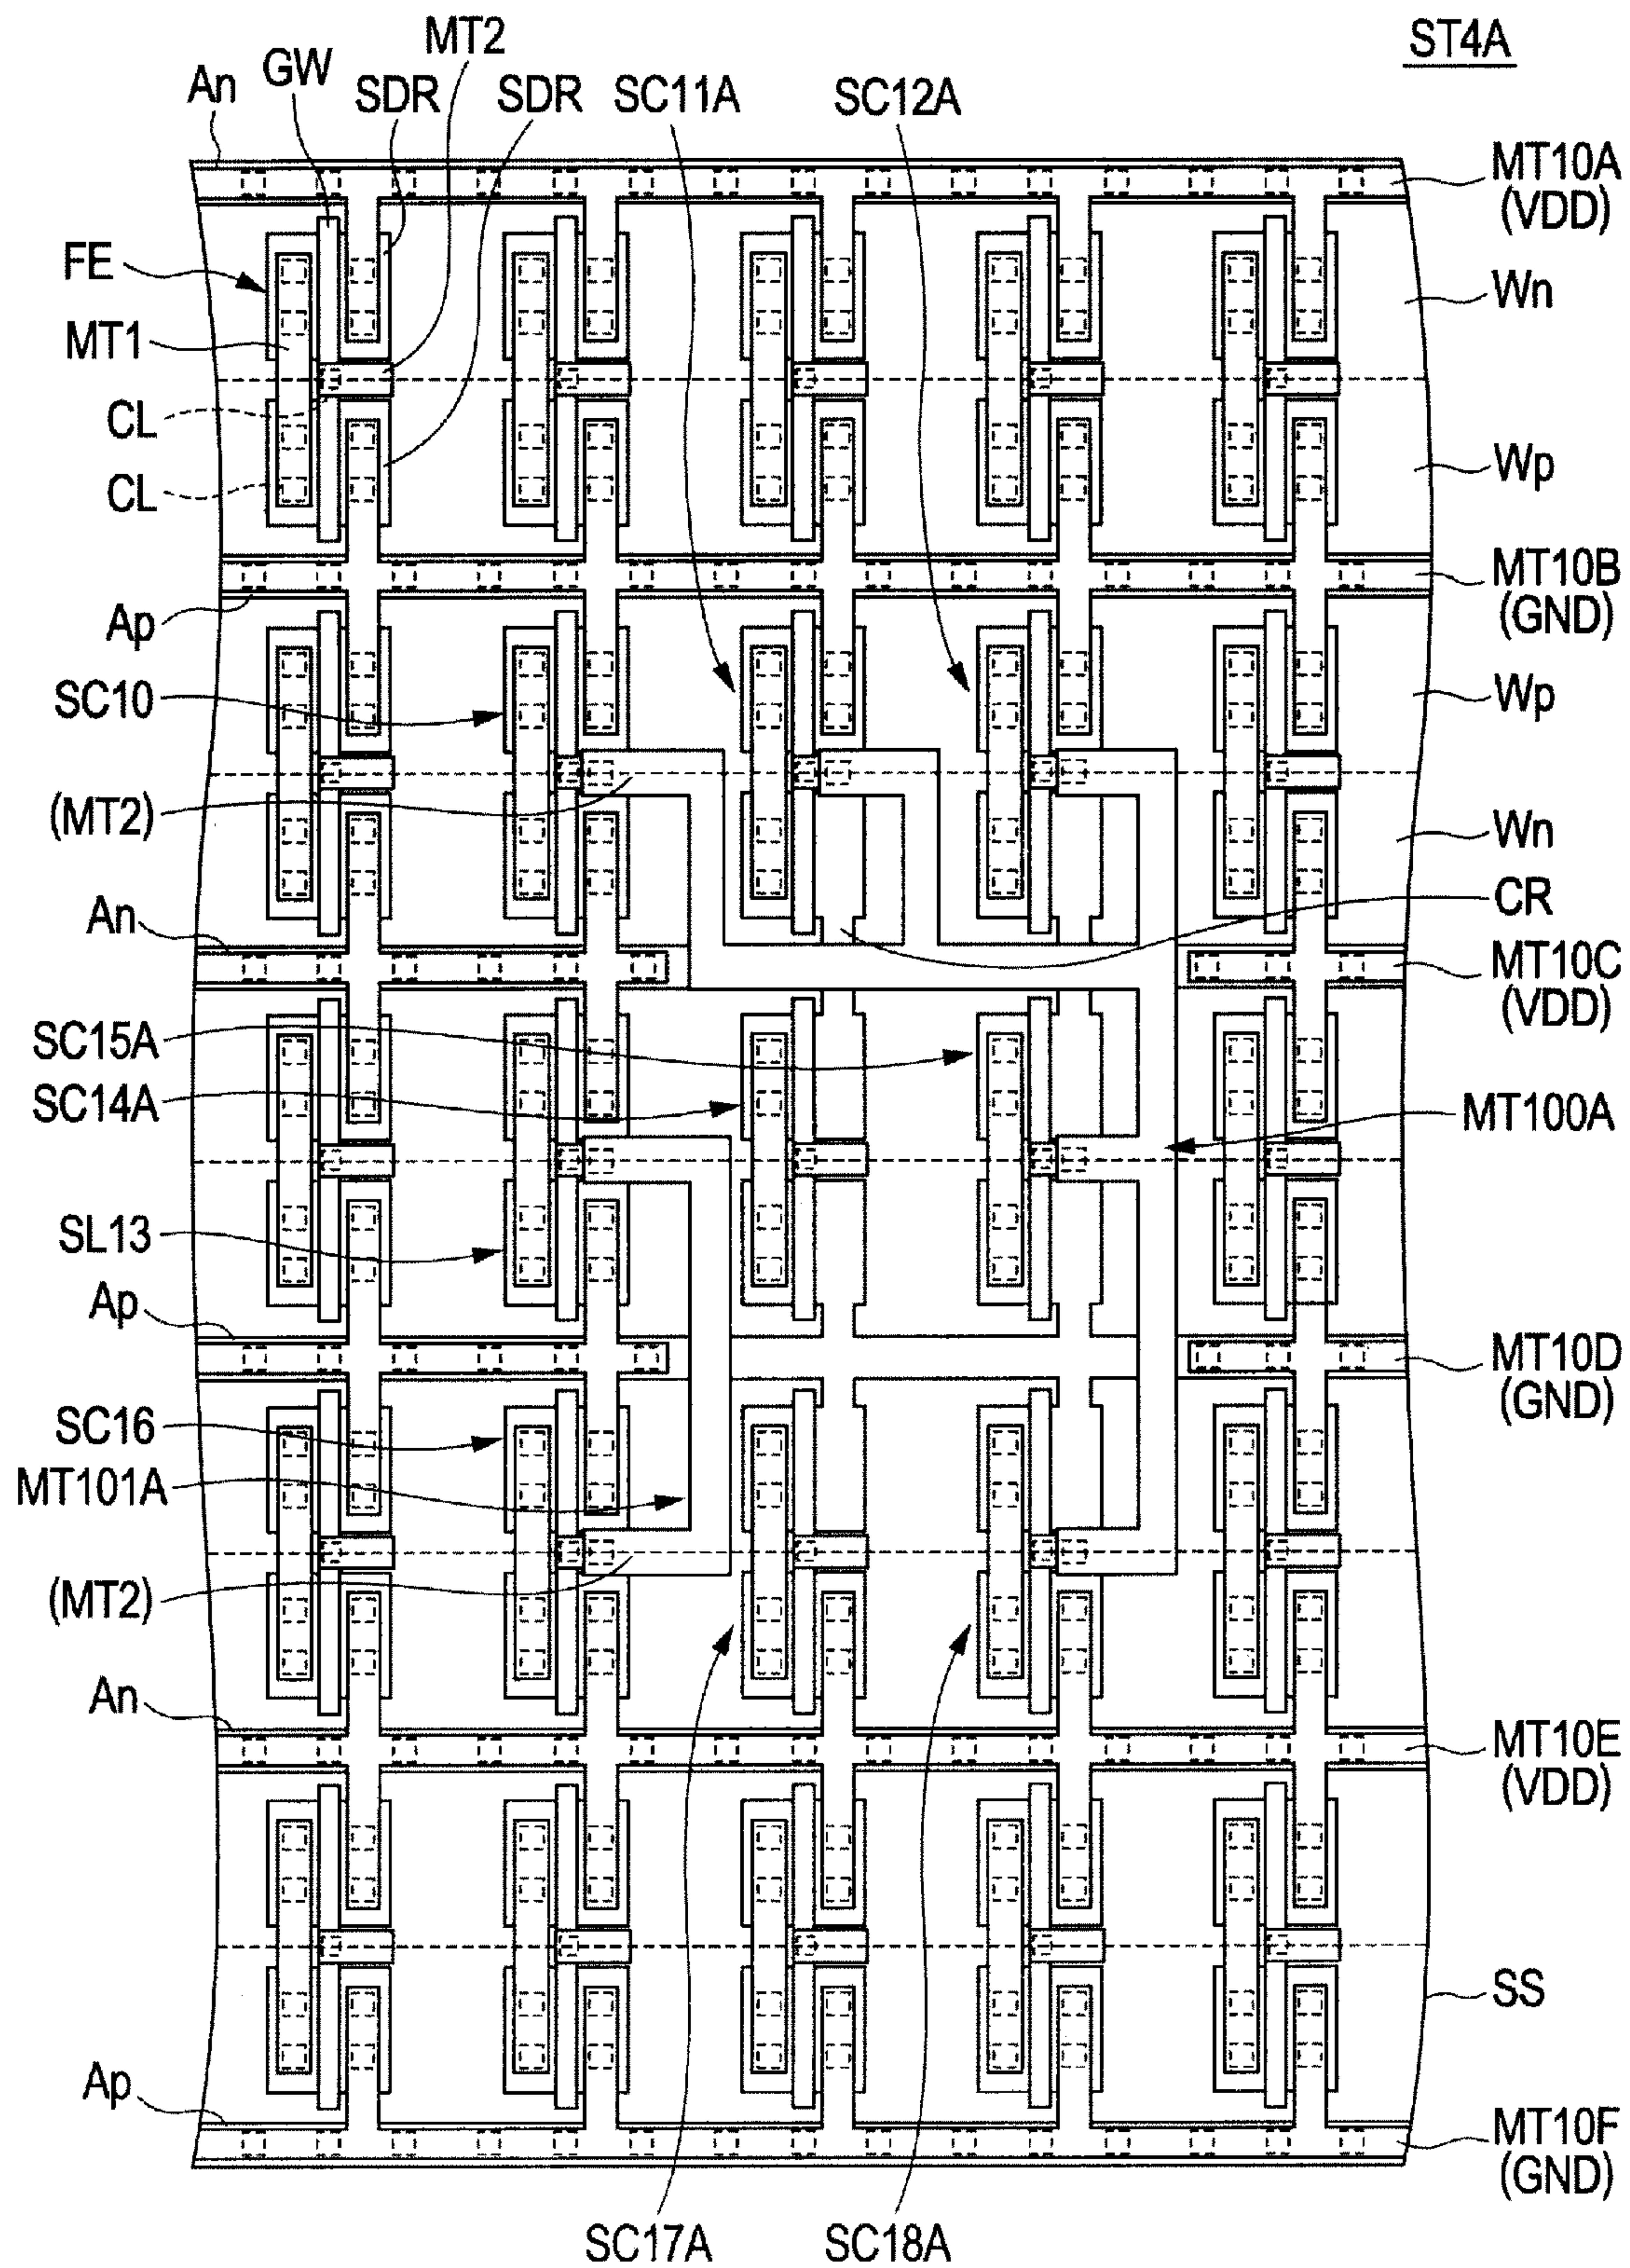 ST4A
MT2
GW
An
SDR
SDR
SC11A
SC12A
MT10A
(VDD)
FE
Wn
MT1
CL
Wp
CL
MT10B
(GND)
Ap
SC10
Wp
(MT2)
Wn
CR
An
MT10C
(VDD)
SC15A
SC14A
MT100A
SL13
Ap
MT10D
(GND)
SC16
MT101A
(MT2)
An
MT10E
(VDD)
SS
Ap
MT10F
(GND)
SC17A
SC18A